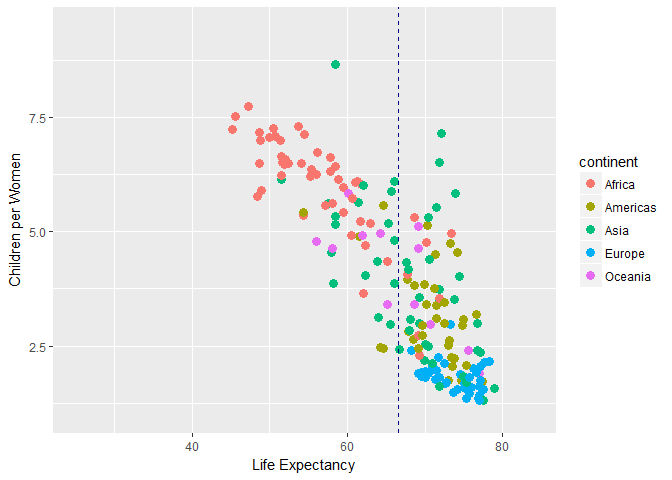 7.5
5.0
2.5
Children per Women
40
60
80
Life Expectancy
continent
Africa
Americas
Asia
Europe
Oceania